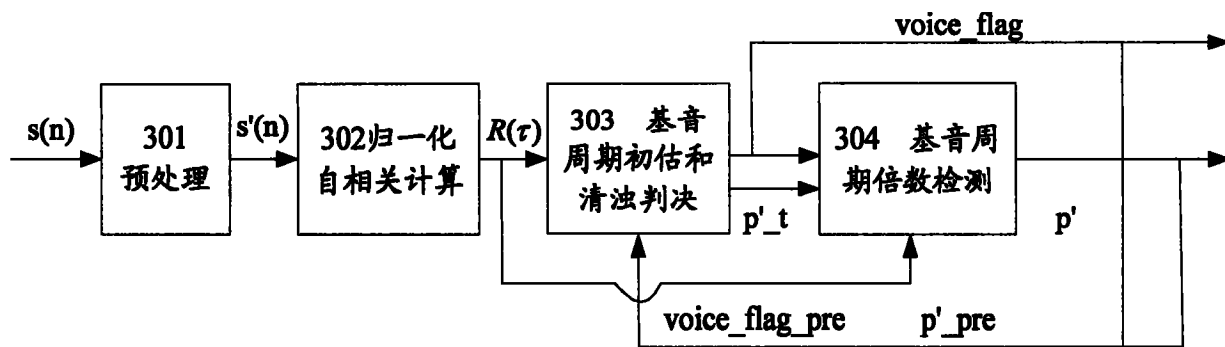 voice_flag
s(n)
301
预处理
s'(n)
302归一化
自相关计算
R(τ)
303 基音
周期初估和
清浊判决
p'_t
304 基音周
期倍数检测
p'
voice_flag_pre
p'_pre